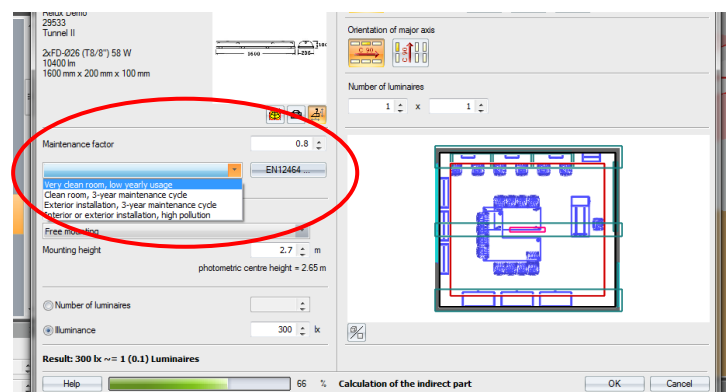 Relux Demo
29533
Tunnel II
2xFD-Ø26 (T8/8") 58 W
10400 lm
1600 mm x 200 mm x 100 mm
1600
Maintenance factor
0.8
EN12464 ...
Very clean room, low yearly usage
Clean room, 3-year maintenance cycle
Exterior installation, 3-year maintenance cycle
Interior or exterior installation, high pollution
Free mounting
Mounting height
2.7 m
photometric centre height = 2.65 m
Number of luminaires
Illuminance
300 lx
Result: 300 lx ~= 1 (0.1) Luminaires
Help
66 %
Orientation of major axis
C 90
C 90
Number of luminaires
1 x 1
Calculation of the indirect part
OK
Cancel